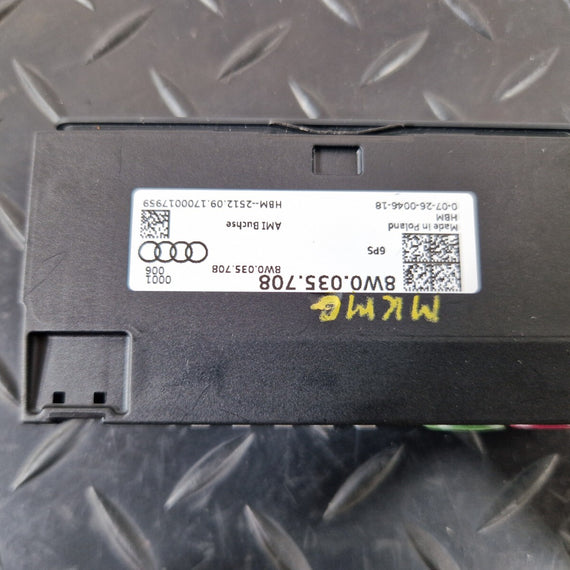 8W0.035.708
8W0.035.708
0001
006
6PS
Made in Poland
HBM
0-07-26-0046-18
AMI Buchse
HBM--2512.09.1700017959
MKMG